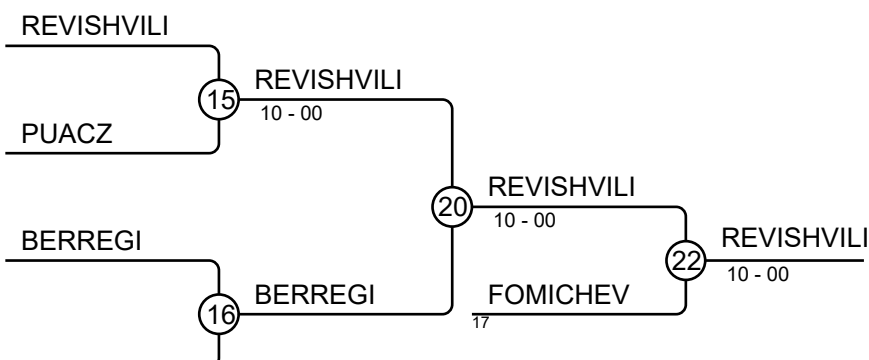 REVISHVILI
15
REVISHVILI
10 - 00
PUACZ
20
REVISHVILI
10 - 00
BERREGI
22
REVISHVILI
10 - 00
16
BERREGI
FOMICHEV
17